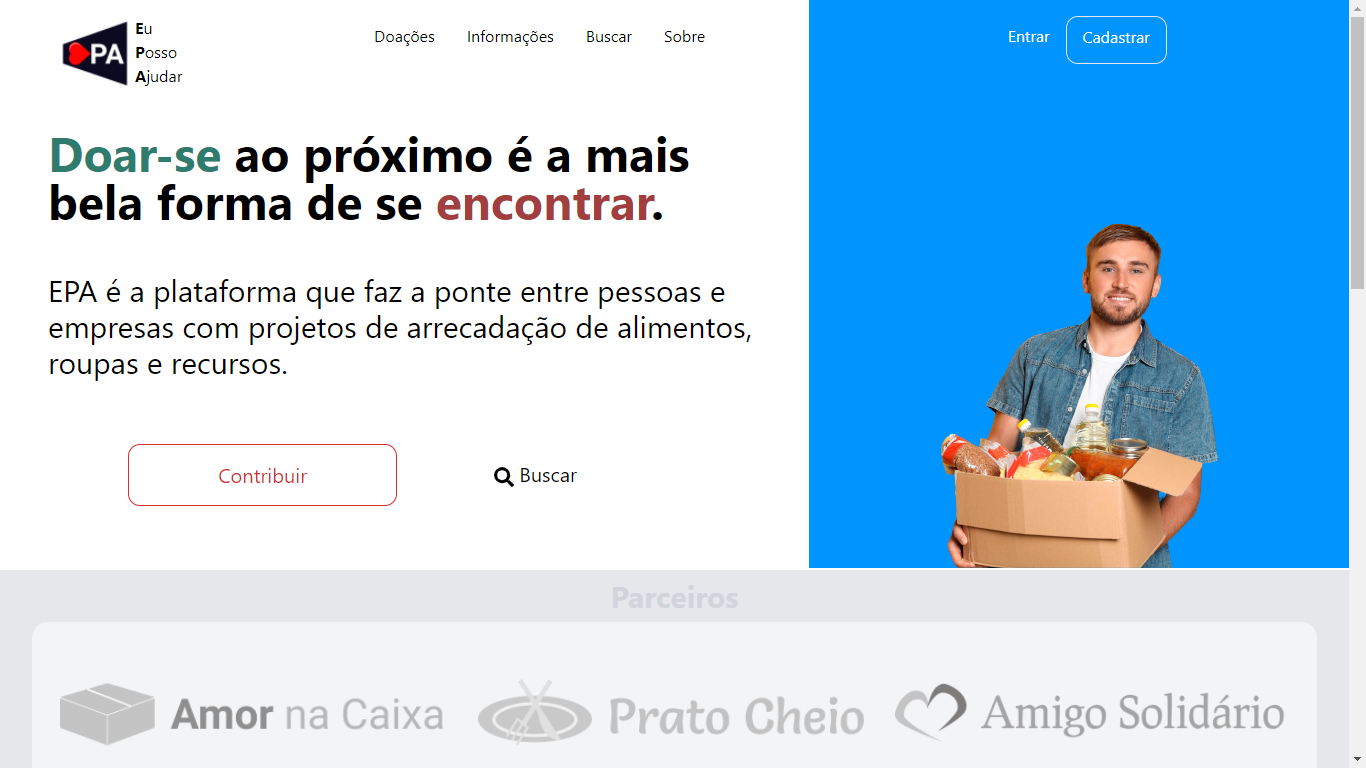 PA
Eu
Posso
Ajudar
Doações
Informações
Buscar
Sobre
Entrar
Cadastrar
Doar-se ao próximo é a mais
bela forma de se encontrar.
EPA é a plataforma que faz a ponte entre pessoas e
empresas com projetos de arrecadação de alimentos,
roupas e recursos.
Contribuir
Buscar
Parceiros
Amor na Caixa
Prato Cheio
Amigo Solidário